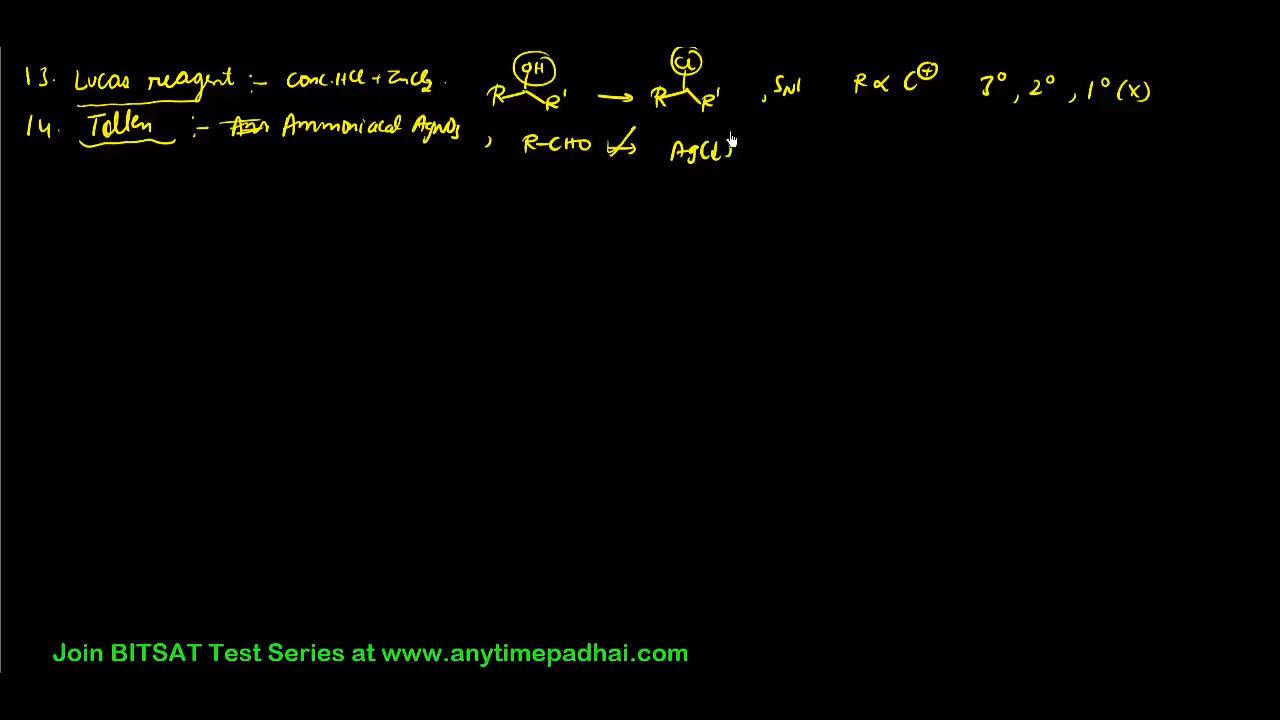 13. Lucas reagent :- Conc. HCl + ZnCl2. OH R R' → Cl R R' , SN1 R ∝ C⊕ 3°, 2°, 1° (x)
14. Tollen :- Ammoniacal AgNO3 , R-CHO → AgCl ,
Join BITSAT Test Series at www.anytimepadhai.com